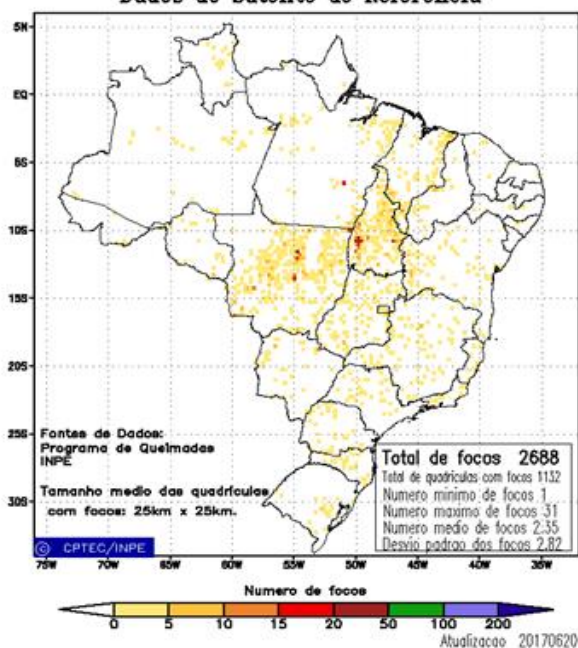 Dados do Satelite de Referencia
5N
EQ
5S
10S
15S
20S
25S
30S
Fontes de Dados:
Programa de Queimadas
INPE
Tamanho medio das quadriculas
com focos: 25km x 25km.
Total de focos 2688
Total de quadriculas com focos 1132
Numero minimo de focos 1
Numero maximo de focos 31
Numero medio de focos 2.35
Desvio padrao dos focos 2.82
© CPTEC/INPE
75W 70W 65W 60W 55W 50W 45W 40W 35W
Numero de focos
0 5 10 15 20 50 100 200
Atualizacao 20170620